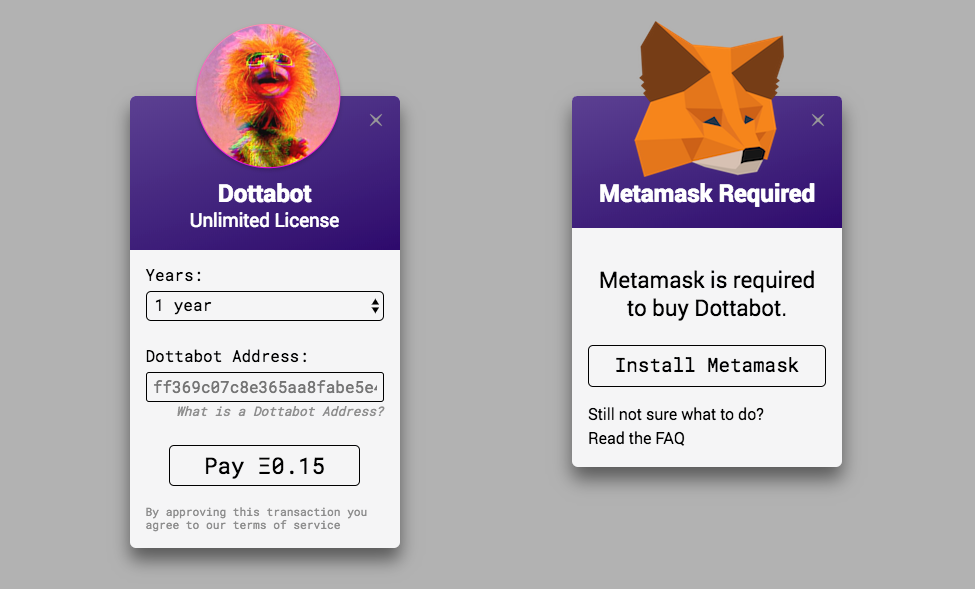 Dottabot
Unlimited License
Years:
1 year
Dottabot Address:
ff369c07c8e365aa8fabe5e4
What is a Dottabot Address?
Pay Ξ0.15
By approving this transaction you
agree to our terms of service
Metamask Required
Metamask is required
to buy Dottabot.
Install Metamask
Still not sure what to do?
Read the FAQ